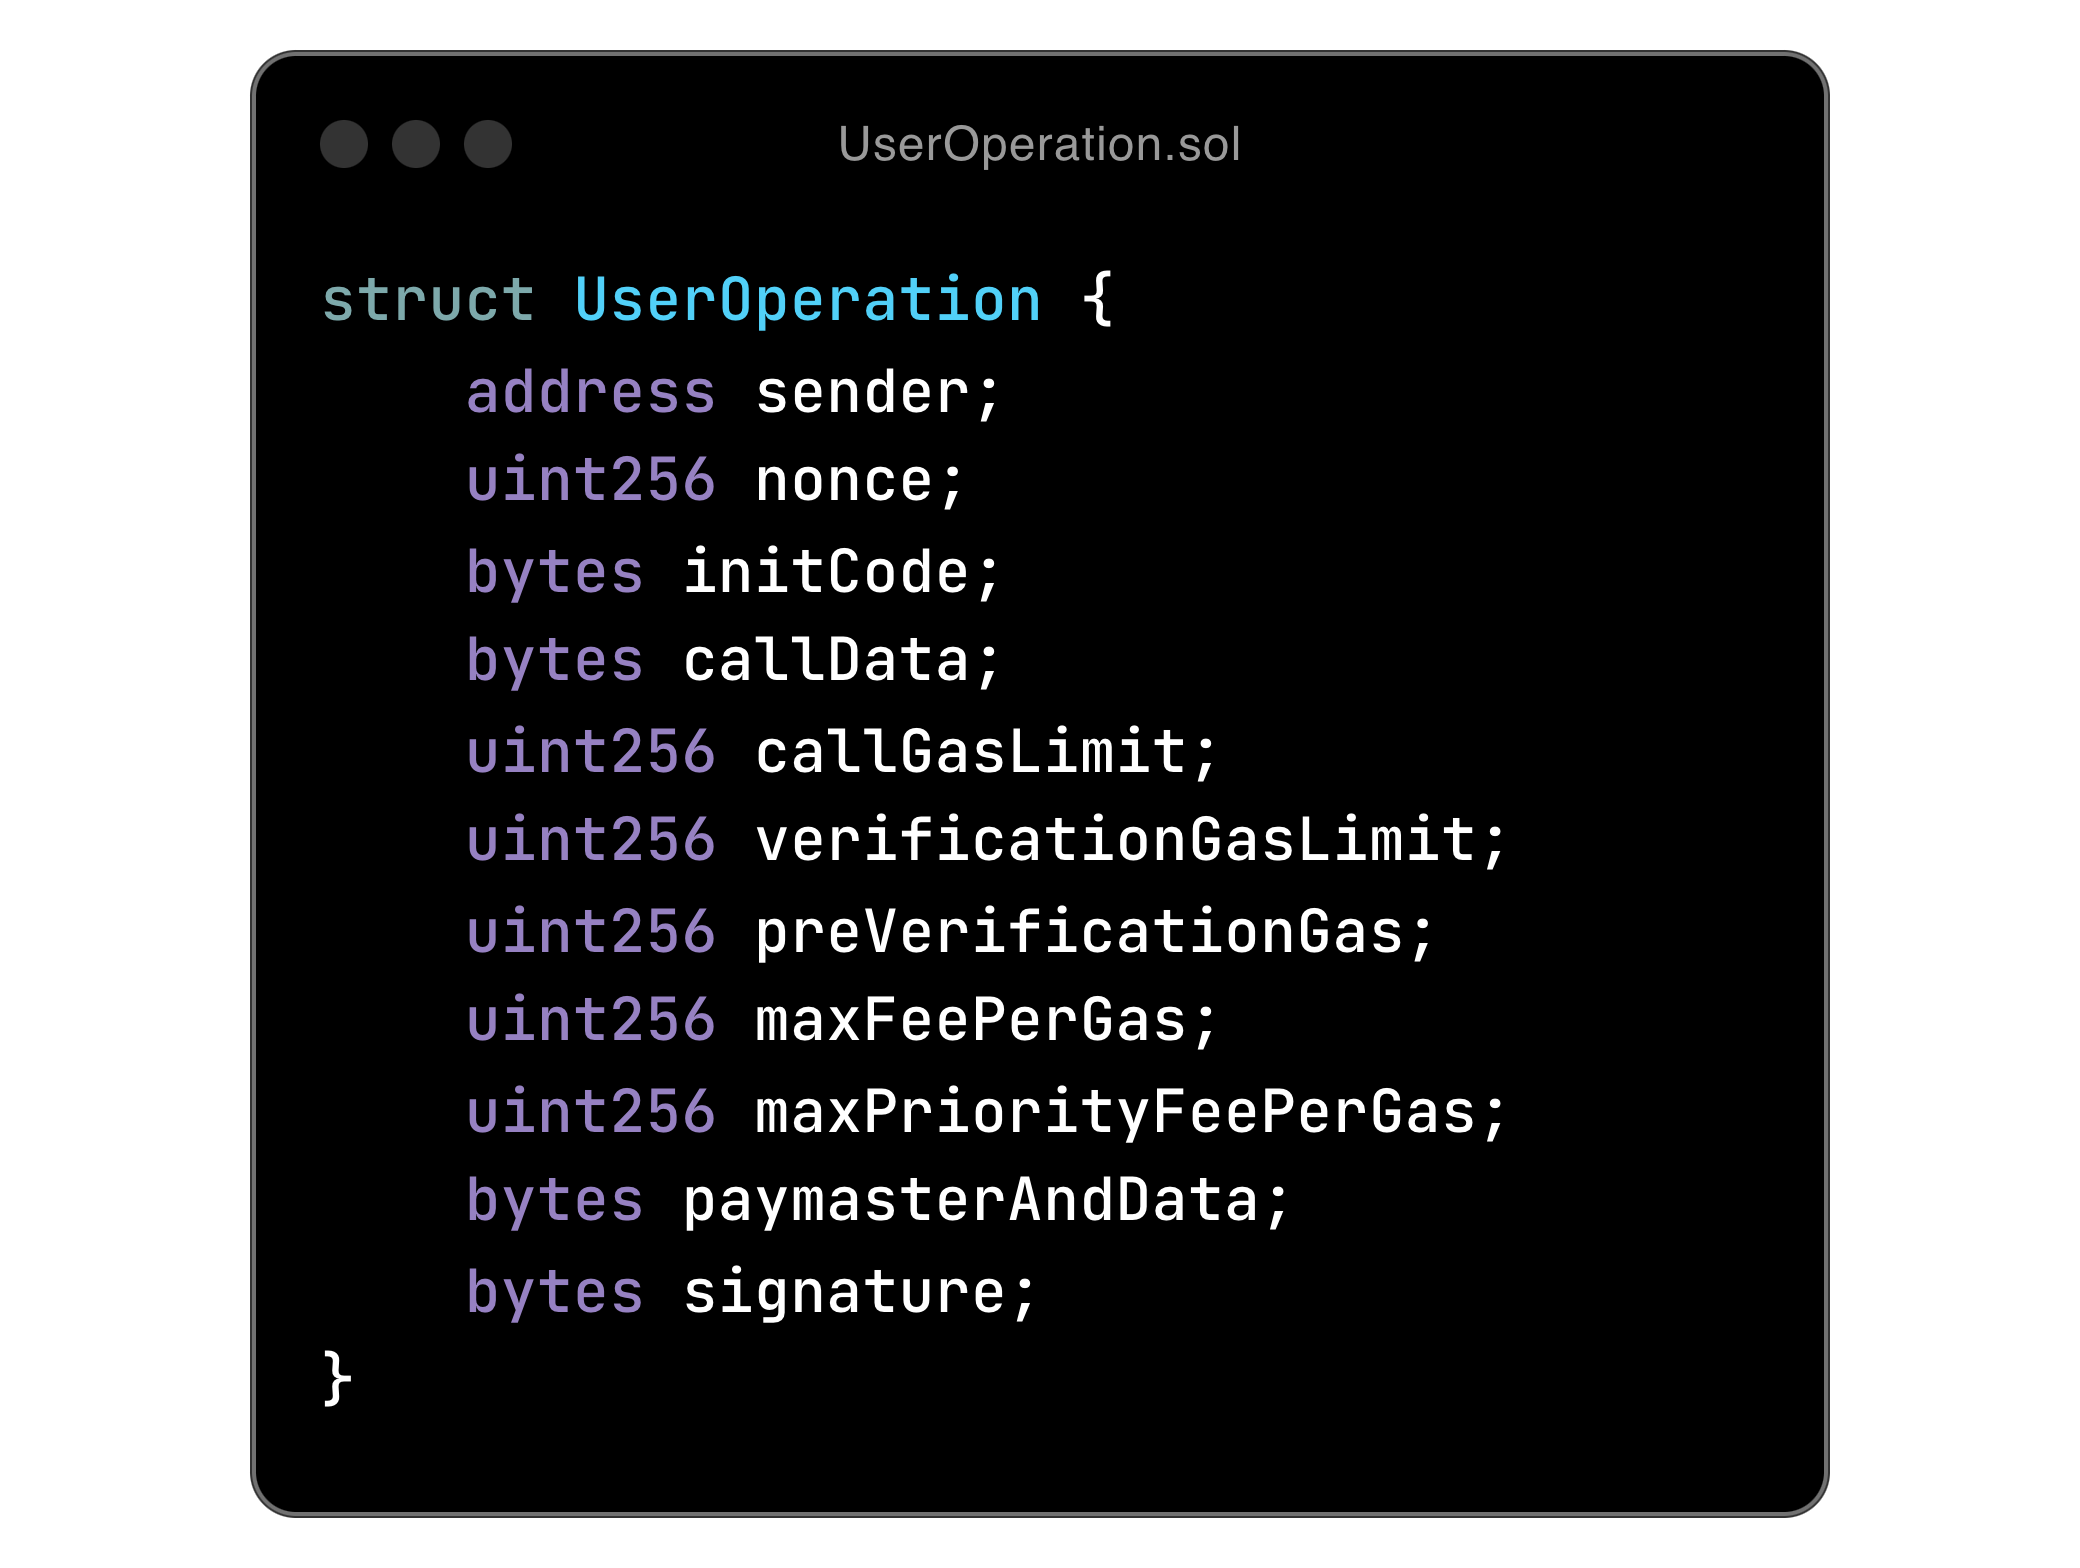 UserOperation.sol
struct UserOperation {
    address sender;
    uint256 nonce;
    bytes initCode;
    bytes callData;
    uint256 callGasLimit;
    uint256 verificationGasLimit;
    uint256 preVerificationGas;
    uint256 maxFeePerGas;
    uint256 maxPriorityFeePerGas;
    bytes paymasterAndData;
    bytes signature;
}